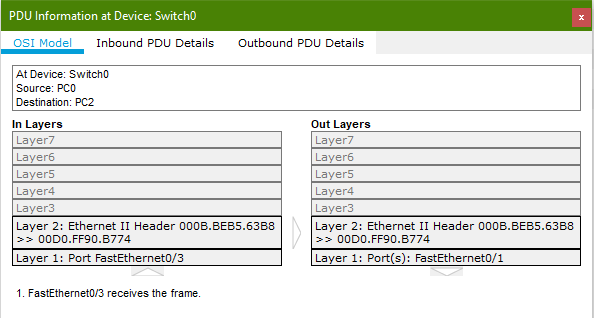 PDU Information at Device: Switch0
x
OSI Model Inbound PDU Details Outbound PDU Details
At Device: Switch0
Source: PC0
Destination: PC2
In Layers
Layer7
Layer6
Layer5
Layer4
Layer3
Layer 2: Ethernet II Header 000B.BEB5.63B8
>> 00D0.FF90.B774
Layer 1: Port FastEthernet0/3
Out Layers
Layer7
Layer6
Layer5
Layer4
Layer3
Layer 2: Ethernet II Header 000B.BEB5.63B8
>> 00D0.FF90.B774
Layer 1: Port(s): FastEthernet0/1
1. FastEthernet0/3 receives the frame.